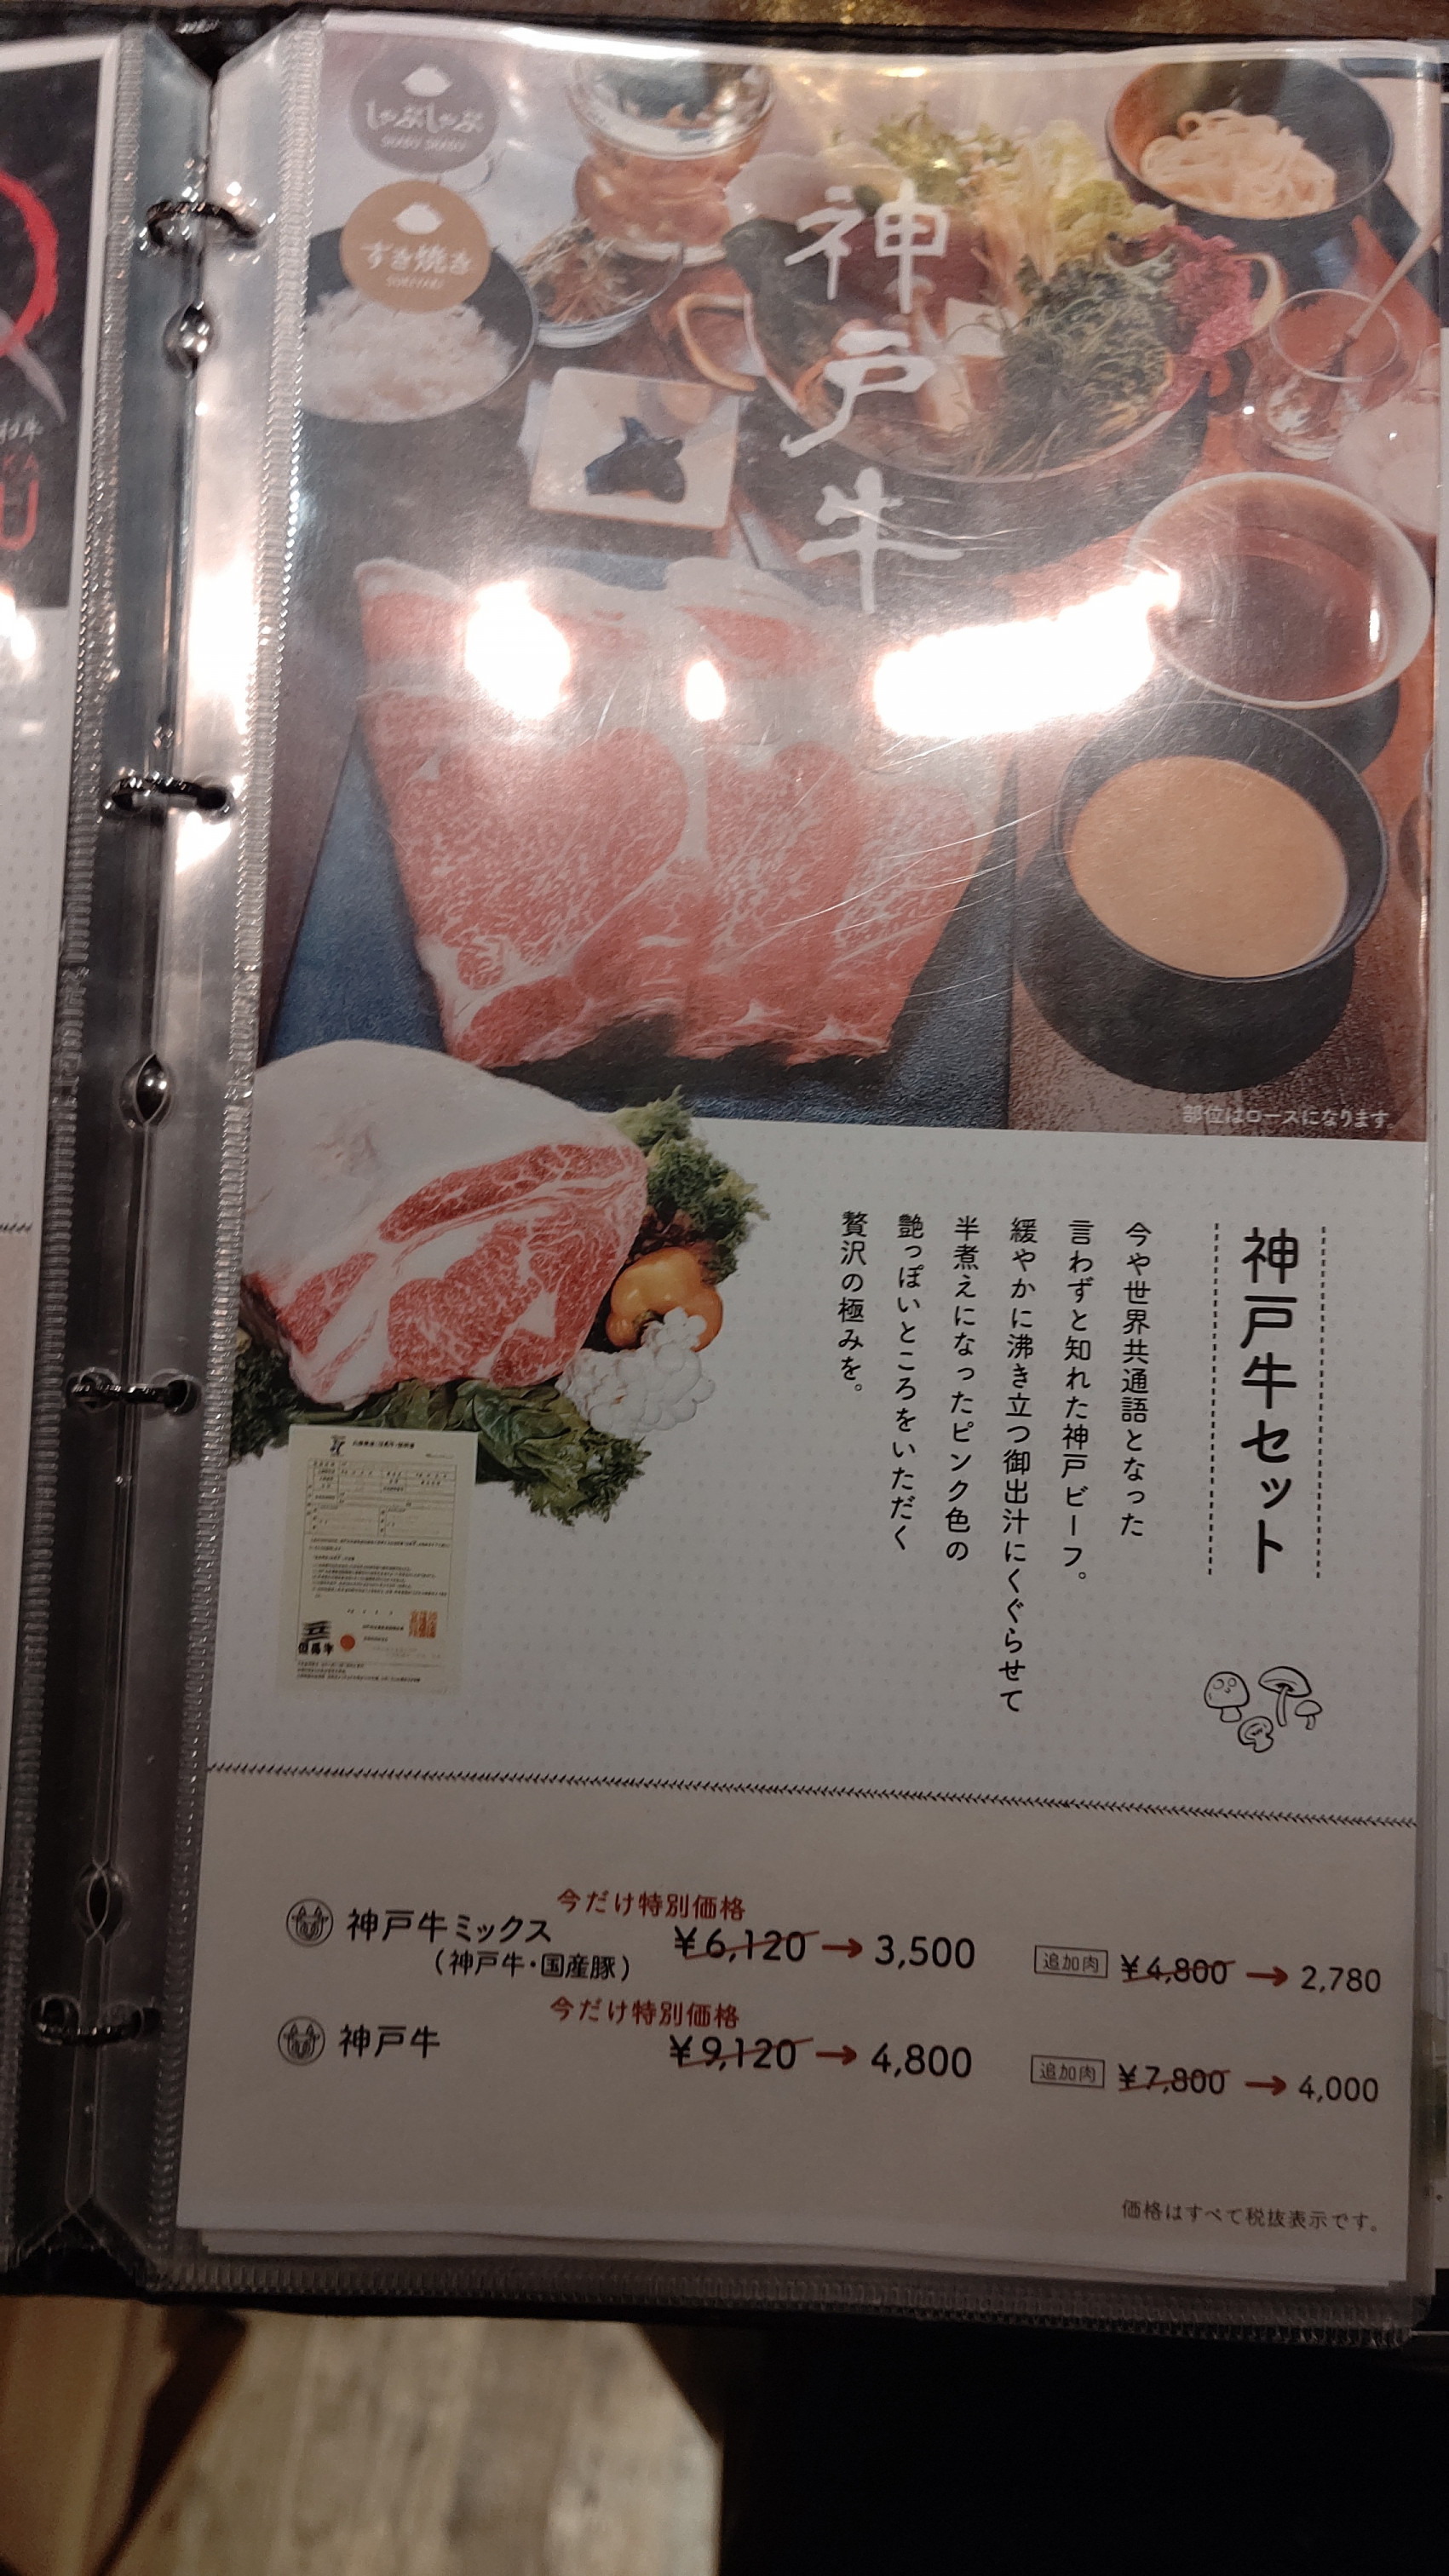 しゃぶしゃぶ
SHABU SHABU
すき焼き
SUKIYAKI
神戸牛
部位はロースになります。
神戸牛セット
今や世界共通語となった
言わずと知れた神戸ビーフ。
緩やかに沸き立つ御出汁にくぐらせて
半煮えになったピンク色の
艶っぽいところをいただく
贅沢の極みを。
但馬牛
今だけ特別価格
神戸牛ミックス ¥6,120→3,500 追加肉 ¥4,800→2,780
(神戸牛・国産豚)
今だけ特別価格
神戸牛 ¥9,120→4,800 追加肉 ¥7,800→4,000
価格はすべて税抜表示です。